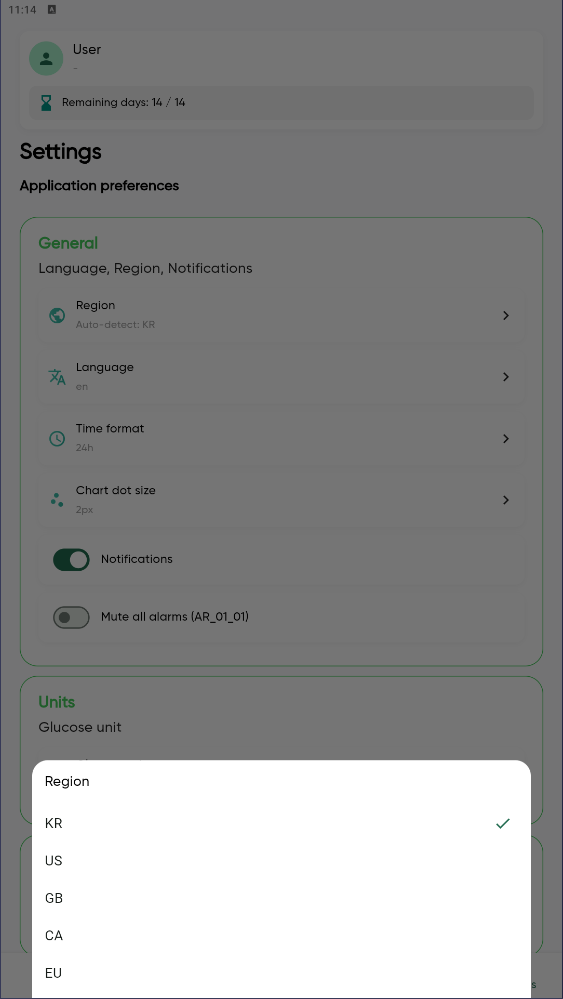 11:14
User
-
Remaining days: 14 / 14
Settings
Application preferences
General
Language, Region, Notifications
Region
Auto-detect: KR
Language
en
Time format
24h
Chart dot size
2px
Notifications
Mute all alarms (AR_01_01)
Units
Glucose unit
Region
KR
US
GB
CA
EU